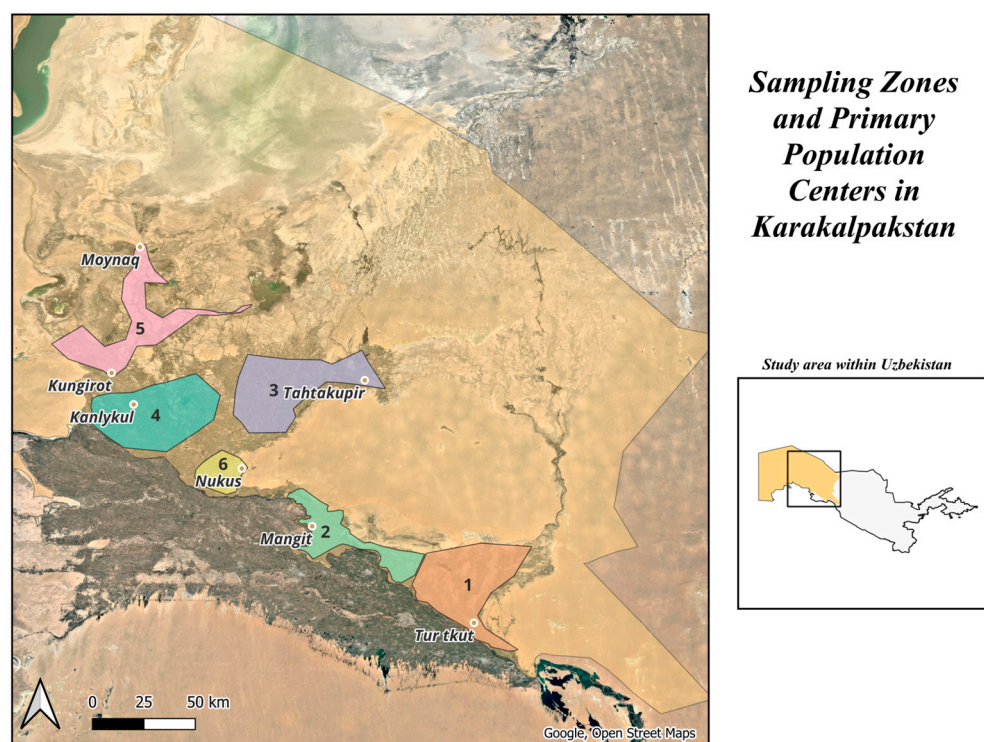 Sampling Zones
and Primary
Population
Centers in
Karakalpakstan
Moynaq
5
Kungirot
3
Tahtakupir
Kanlykul
4
6
Nukus
2
Mangit
1
Tur tkut
0 25 50 km
Google, Open Street Maps
Study area within Uzbekistan